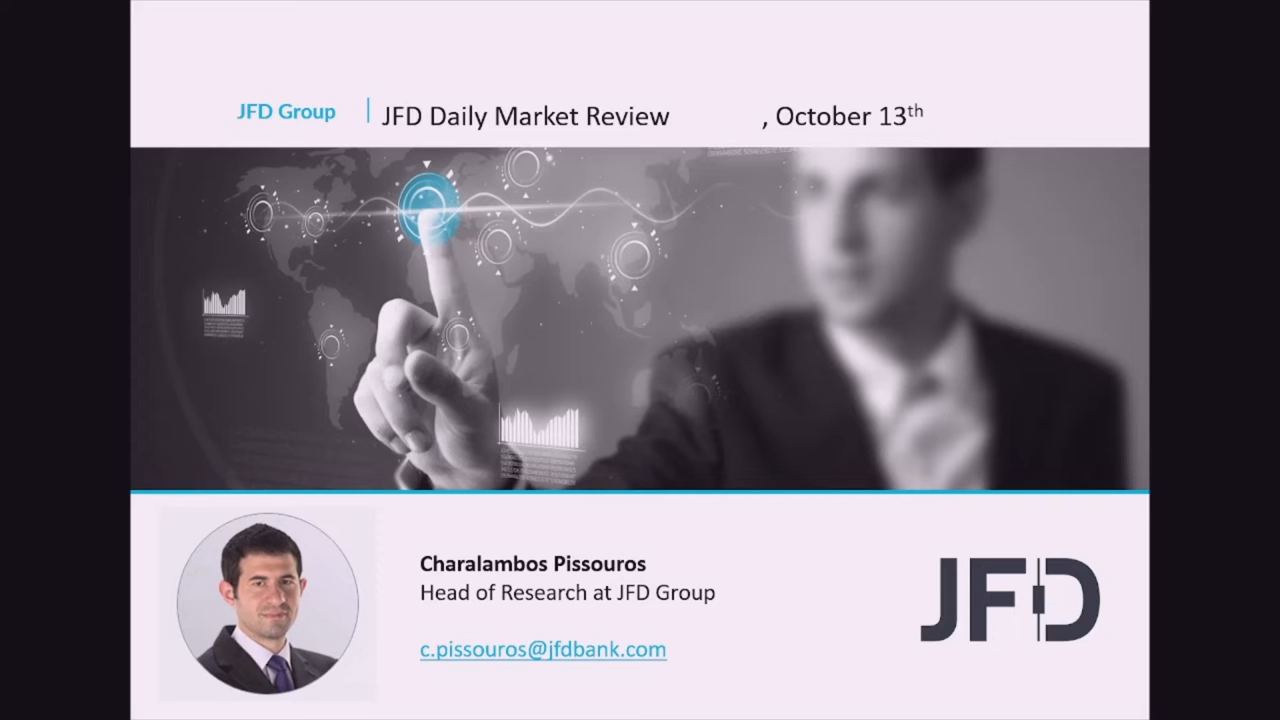 JFD Group
JFD Daily Market Review , October 13th
Charalambos Pissouros
Head of Research at JFD Group
c.pissouros@jfdbank.com
JFD